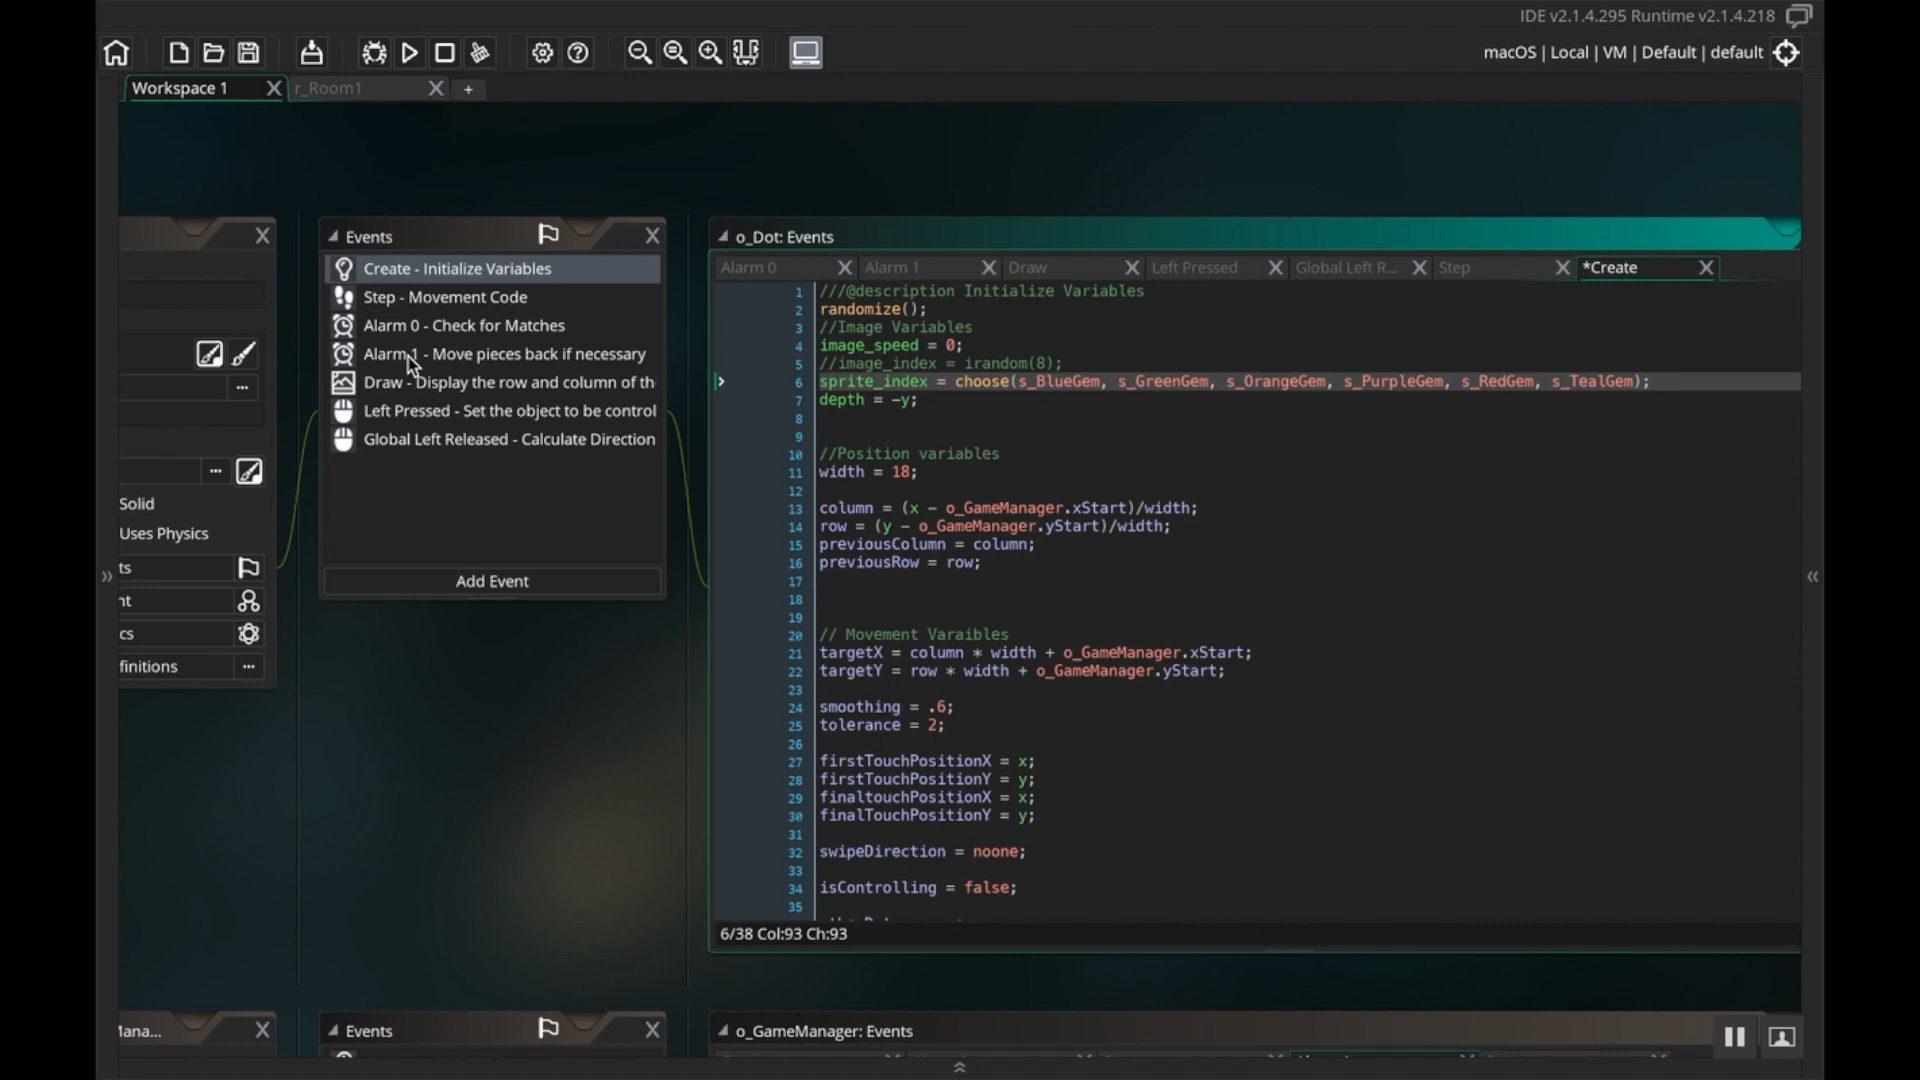 IDE v2.1.4.295 Runtime v2.1.4.218
macOS | Local | VM | Default | default
Workspace 1
r_Room1
+
Solid
Uses Physics
ts
nt
cs
finitions
Events
Create - Initialize Variables
Step - Movement Code
Alarm 0 - Check for Matches
Alarm 1 - Move pieces back if necessary
Draw - Display the row and column of th
Left Pressed - Set the object to be control
Global Left Released - Calculate Direction
Add Event
o_Dot: Events
Alarm 0
Alarm 1
Draw
Left Pressed
Global Left R...
Step
*Create
1 ///@description Initialize Variables
2 randomize();
3 //Image Variables
4 image_speed = 0;
5 //image_index = irandom(8);
6 sprite_index = choose(s_BlueGem, s_GreenGem, s_OrangeGem, s_PurpleGem, s_RedGem, s_TealGem);
7 depth = -y;
8
9
10 //Position variables
11 width = 18;
12
13 column = (x - o_GameManager.xStart)/width;
14 row = (y - o_GameManager.yStart)/width;
15 previousColumn = column;
16 previousRow = row;
17
18
19
20 // Movement Varaibles
21 targetX = column * width + o_GameManager.xStart;
22 targetY = row * width + o_GameManager.yStart;
23
24 smoothing = .6;
25 tolerance = 2;
26
27 firstTouchPositionX = x;
28 firstTouchPositionY = y;
29 finaltouchPositionX = x;
30 finalTouchPositionY = y;
31
32 swipeDirection = noone;
33
34 isControlling = false;
35
6/38 Col:93 Ch:93
Mana...
Events
o_GameManager: Events